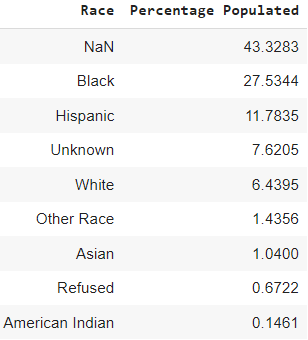 Race Percentage Populated
NaN 43.3283
Black 27.5344
Hispanic 11.7835
Unknown 7.6205
White 6.4395
Other Race 1.4356
Asian 1.0400
Refused 0.6722
American Indian 0.1461